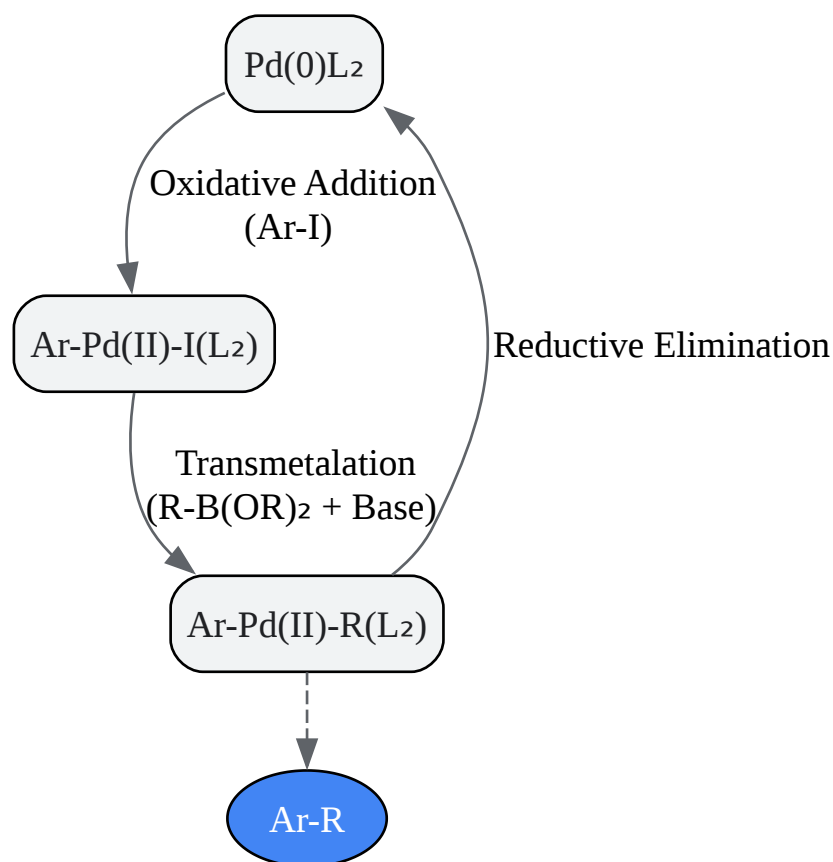 Pd(0)L₂
Oxidative Addition
(Ar-I)
Ar-Pd(II)-I(L₂)
Reductive Elimination
Transmetalation
(R-B(OR)₂ + Base)
Ar-Pd(II)-R(L₂)
Ar-R